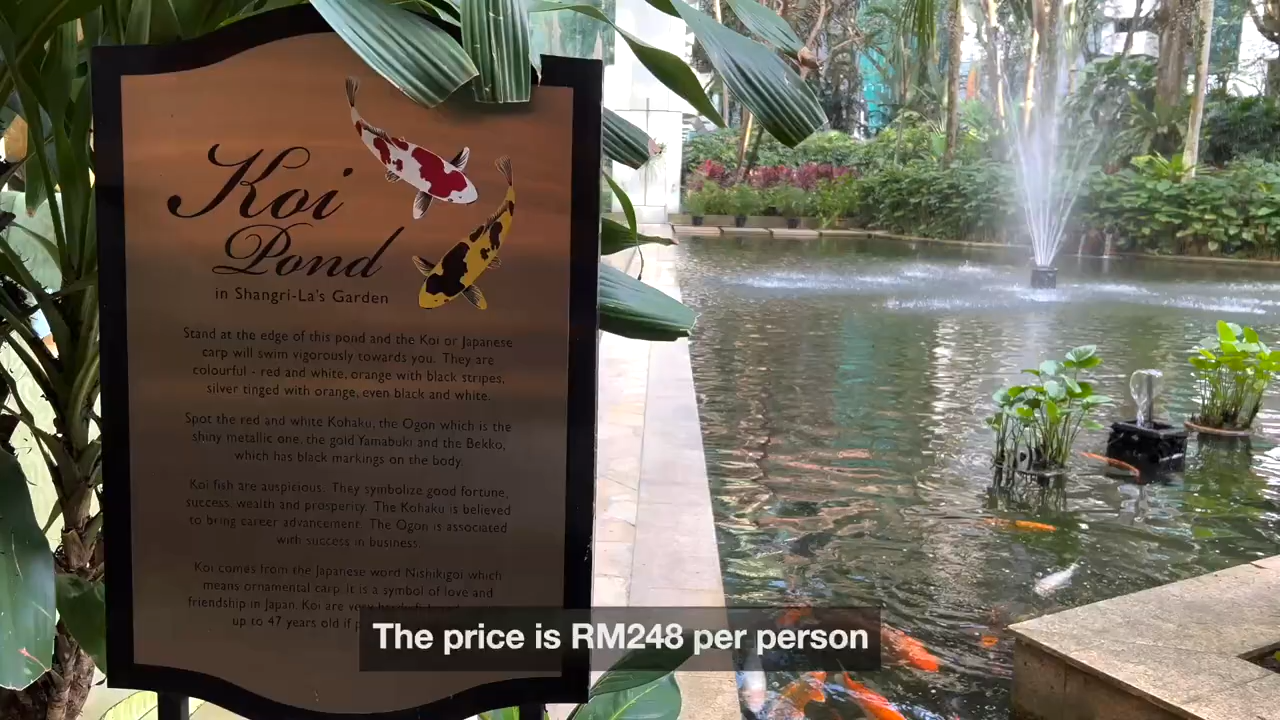 Koi
Pond
in Shangri-La's Garden
Stand at the edge of this pond and the Koi or Japanese
carp will swim vigorously towards you. They are
colourful - red and white, orange with black stripes,
silver tinged with orange, even black and white.
Spot the red and white Kohaku, the Ogon which is the
shiny metallic one, the gold Yamabuki and the Bekko,
which has black markings on the body.
Koi fish are auspicious. They symbolize good fortune,
success, wealth and prosperity. The Kohaku is believed
to bring career advancement. The Ogon is associated
with success in business.
Koi comes from the Japanese word Nishikigoi which
means ornamental carp. It is a symbol of love and
friendship in Japan. Koi are very
up to 47 years old if
The price is RM248 per person